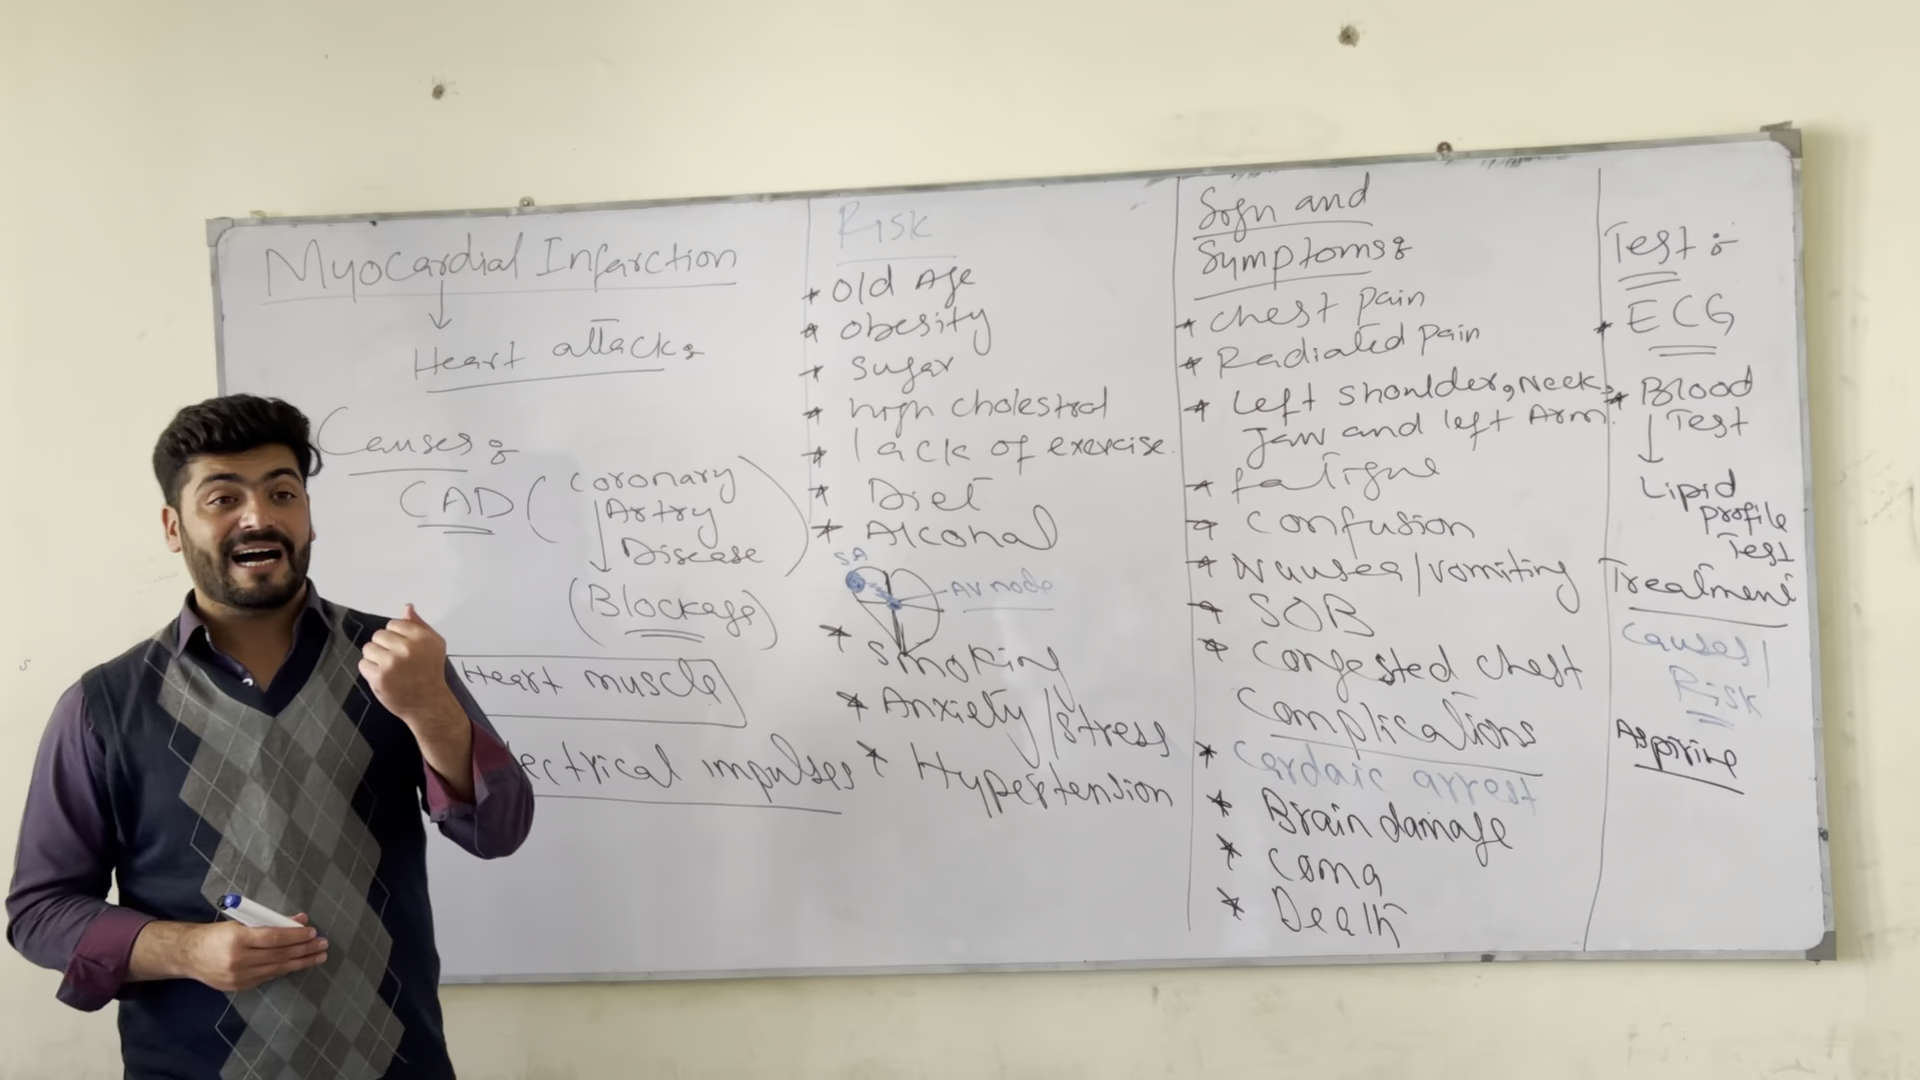 Myocardial Infarction
Heart attack:
Causes:
CAD (Coronary
Artry
Disease)
(Blockage)
Heart muscle
ectrical impulses
Risk
* Old Age
* obesity
* Sugar
* high cholestral
* lack of exercise
* Diet
* Alcohal
SA
AV node
* Smoking
* Anxiety/stress
* Hypertension
Sign and
Symptoms:
* chest pain
* Radiated pain
* Left shoulder, Neck,
Jaw and left Arm.
* fatigue
* Confusion
* Nausea/vomiting
* SOB
* Congested chest
Complications
* Cardaic arrest
* Brain damage
* Coma
* Death
Test :-
* ECG
* Blood
Test
Lipid
profile
Test
Treatment
Causes/
Risk
Aspirine